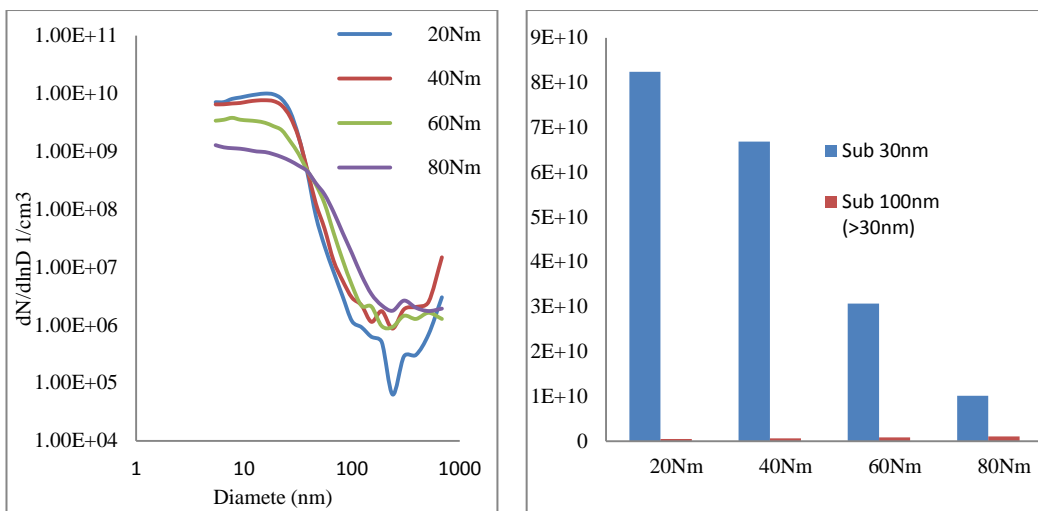 1.00E+11
1.00E+10
1.00E+09
1.00E+08
1.00E+07
1.00E+06
1.00E+05
1.00E+04
dN/dlnD 1/cm3
1 10 100 1000
Diamete (nm)
20Nm
40Nm
60Nm
80Nm
9E+10
8E+10
7E+10
6E+10
5E+10
4E+10
3E+10
2E+10
1E+10
0
20Nm 40Nm 60Nm 80Nm
Sub 30nm
Sub 100nm
(>30nm)